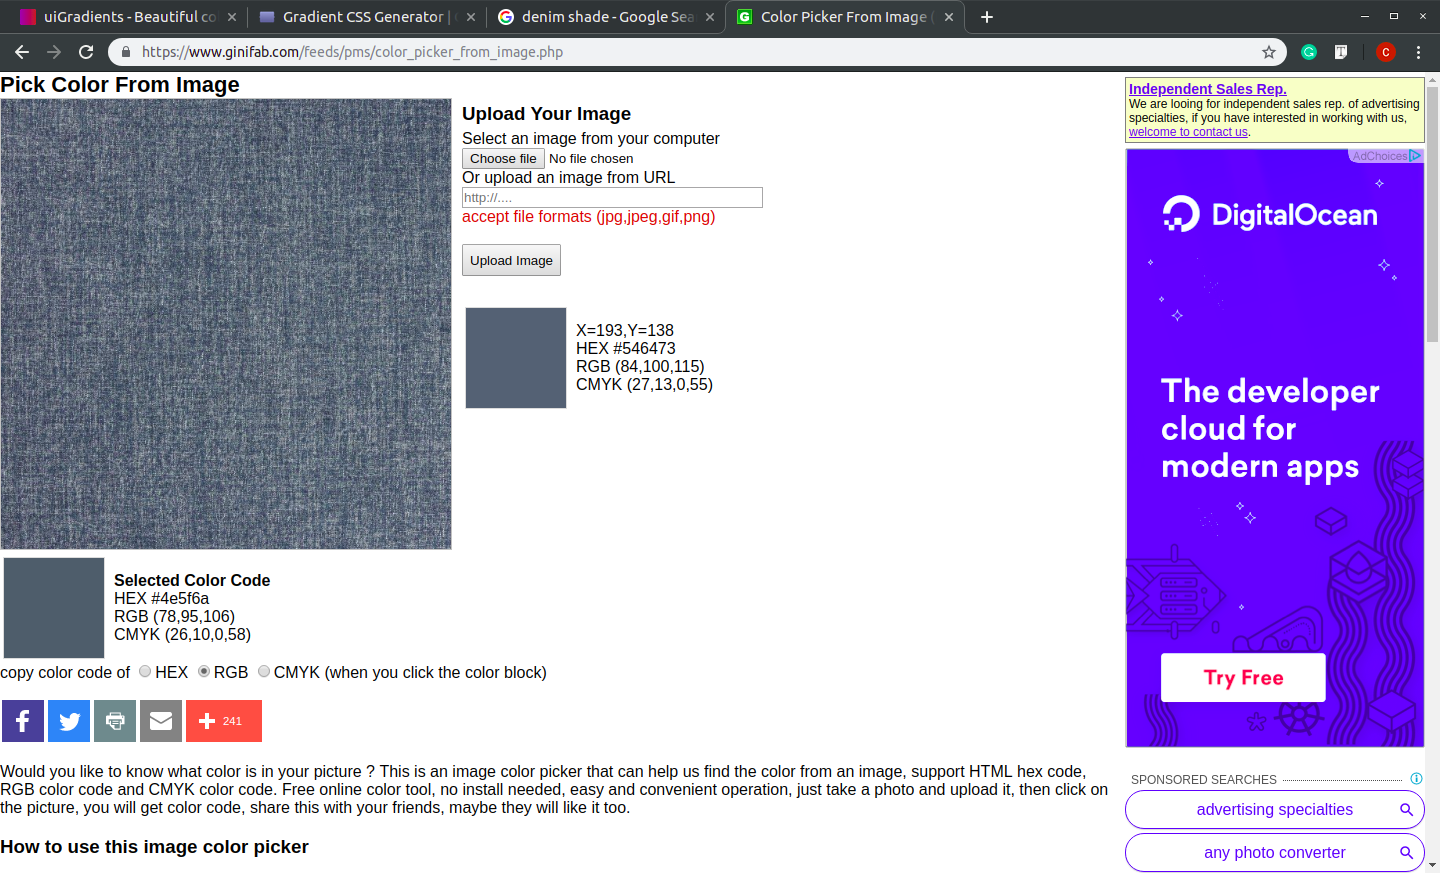 uiGradients - Beautiful co
Gradient CSS Generator |
denim shade - Google Sea
Color Picker From Image (
https://www.ginifab.com/feeds/pms/color_picker_from_image.php
C
Pick Color From Image
Upload Your Image
Select an image from your computer
Choose file No file chosen
Or upload an image from URL
http://....
accept file formats (jpg,jpeg,gif,png)
Upload Image
X=193,Y=138
HEX #546473
RGB (84,100,115)
CMYK (27,13,0,55)
Selected Color Code
HEX #4e5f6a
RGB (78,95,106)
CMYK (26,10,0,58)
copy color code of HEX RGB CMYK (when you click the color block)
241
Would you like to know what color is in your picture ? This is an image color picker that can help us find the color from an image, support HTML hex code,
RGB color code and CMYK color code. Free online color tool, no install needed, easy and convenient operation, just take a photo and upload it, then click on
the picture, you will get color code, share this with your friends, maybe they will like it too.
How to use this image color picker
Independent Sales Rep.
We are looing for independent sales rep. of advertising
specialties, if you have interested in working with us,
welcome to contact us.
AdChoices
DigitalOcean
The developer
cloud for
modern apps
Try Free
SPONSORED SEARCHES
advertising specialties
any photo converter